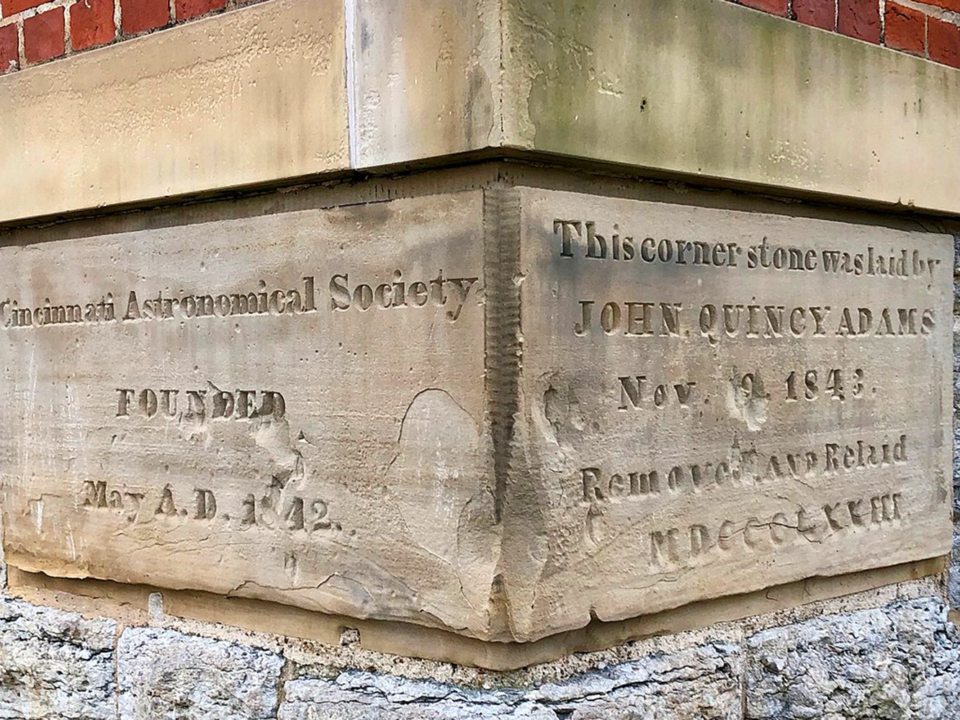 Cincinnati Astronomical Society
FOUNDED
May A.D. 1842.
This corner stone was laid by
JOHN QUINCY ADAMS
Nov. 9. 1843.
Removed AND Relaid
MDCCCLXXIII.